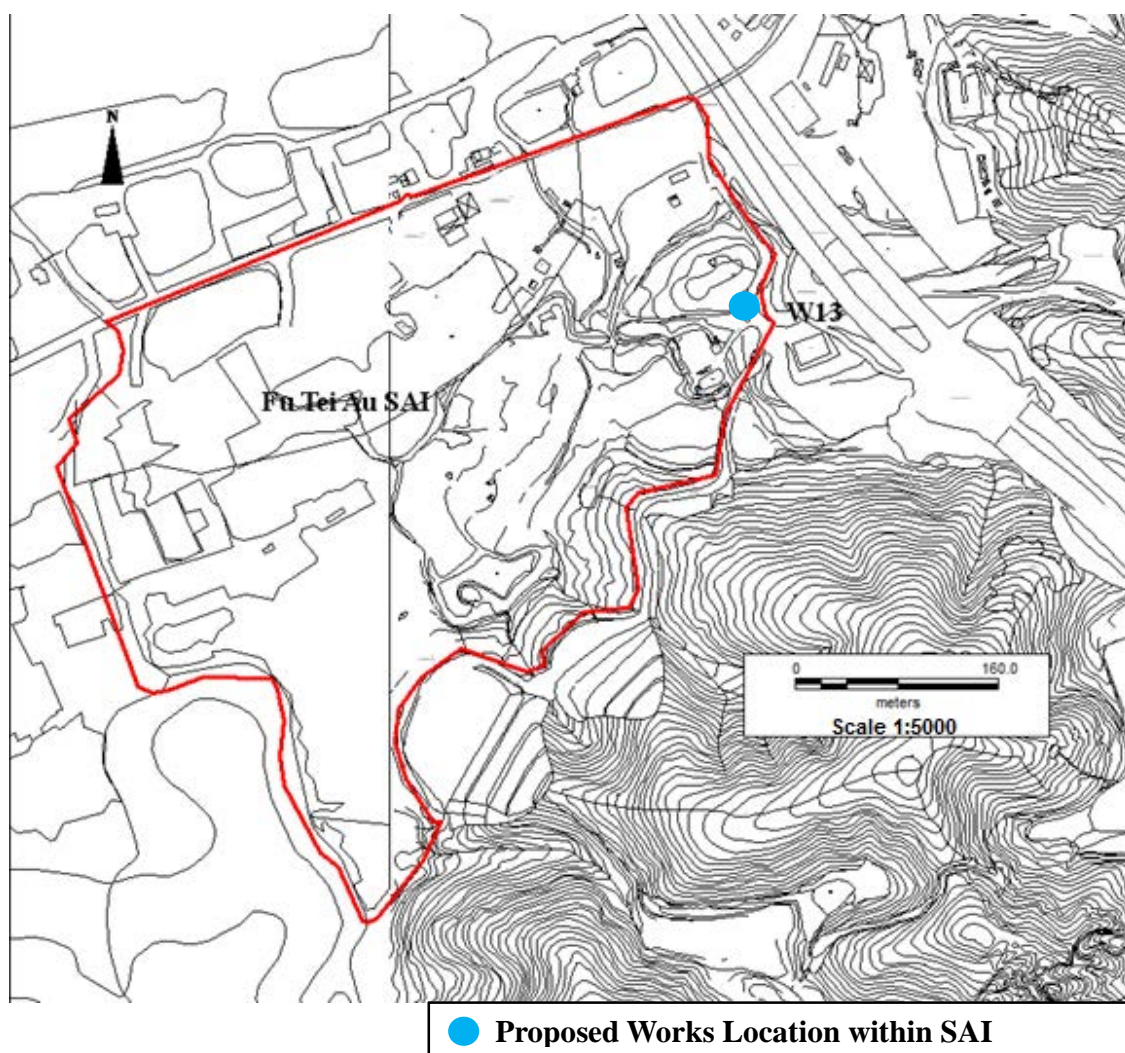 N
W13
Fu Tei Au SAI
0 160.0
meters
Scale 1:5000
Proposed Works Location within SAI